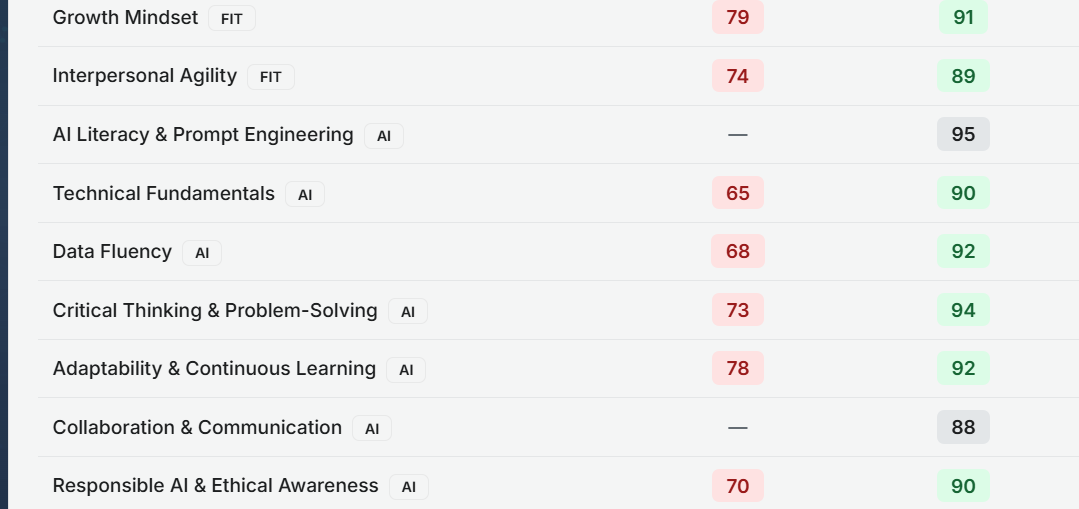 Growth Mindset FIT 79 91
Interpersonal Agility FIT 74 89
AI Literacy & Prompt Engineering AI — 95
Technical Fundamentals AI 65 90
Data Fluency AI 68 92
Critical Thinking & Problem-Solving AI 73 94
Adaptability & Continuous Learning AI 78 92
Collaboration & Communication AI — 88
Responsible AI & Ethical Awareness AI 70 90